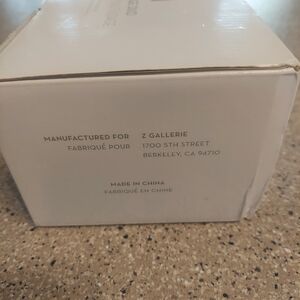 MANUFACTURED FOR Z GALLERIE
FABRIQUÉ POUR 1700 5TH STREET
BERKELEY, CA 94710
MADE IN CHINA
FABRIQUÉ EN CHINE